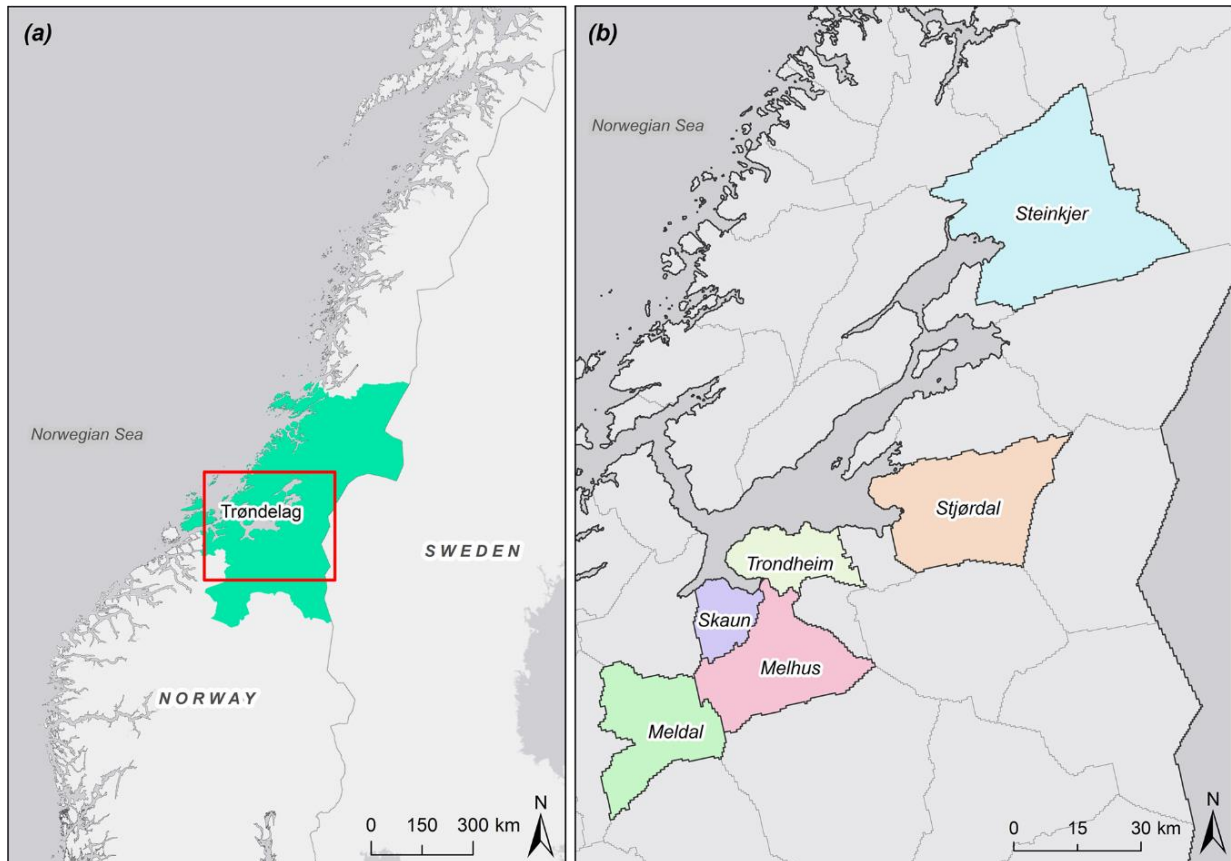 (a)
Norwegian Sea
Trøndelag
SWEDEN
NORWAY
N
0 150 300 km
(b)
Norwegian Sea
Steinkjer
Stjørdal
Trondheim
Skaun
Melhus
Meldal
N
0 15 30 km